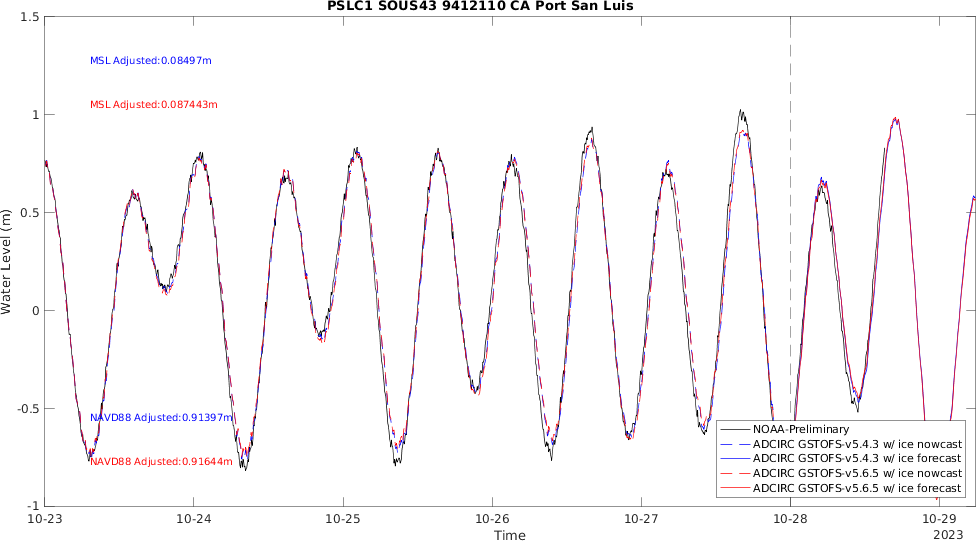 PSLC1 SOUS43 9412110 CA Port San Luis
1.5
MSL Adjusted:0.08497m
MSL Adjusted:0.087443m
1
0.5
Water Level (m)
0
-0.5
NAVD88 Adjusted:0.91397m
NAVD88 Adjusted:0.91644m
NOAA-Preliminary
ADCIRC GSTOFS-v5.4.3 w/ ice nowcast
ADCIRC GSTOFS-v5.4.3 w/ ice forecast
ADCIRC GSTOFS-v5.6.5 w/ ice nowcast
ADCIRC GSTOFS-v5.6.5 w/ ice forecast
-1
10-23 10-24 10-25 10-26 10-27 10-28 10-29
Time
2023